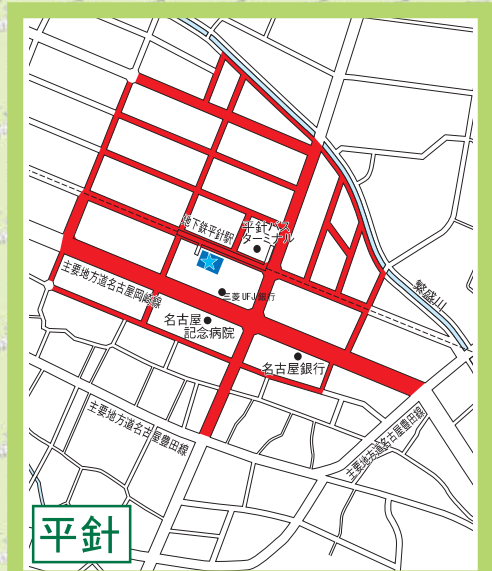 地下鉄平針駅
平針バス
ターミナル
主要地方道名古屋岡崎線
三菱UFJ銀行
繁盛川
名古屋
記念病院
名古屋銀行
主要地方道名古屋豊田線
主要地方道名古屋豊田線
平針